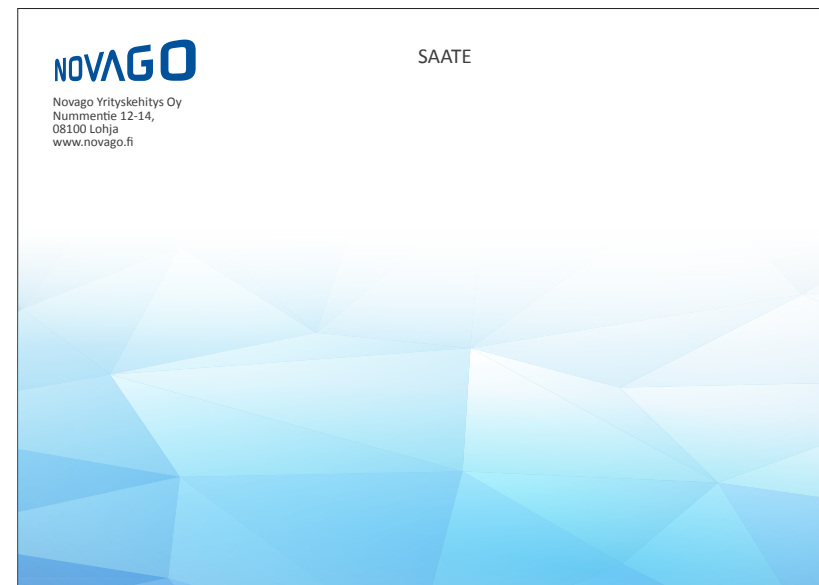 NOVAGO
SAATE
Novago Yrityskehitys Oy
Nummentie 12-14,
08100 Lohja
www.novago.fi